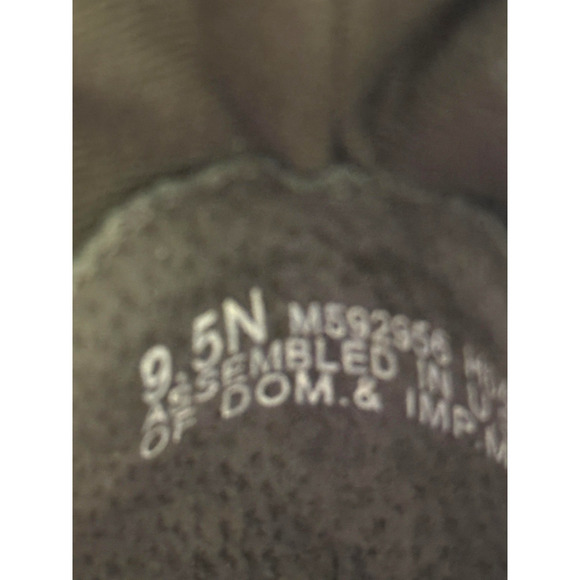 9.5N M592956
ASSEMBLED IN U.S
OF DOM.& IMP.M